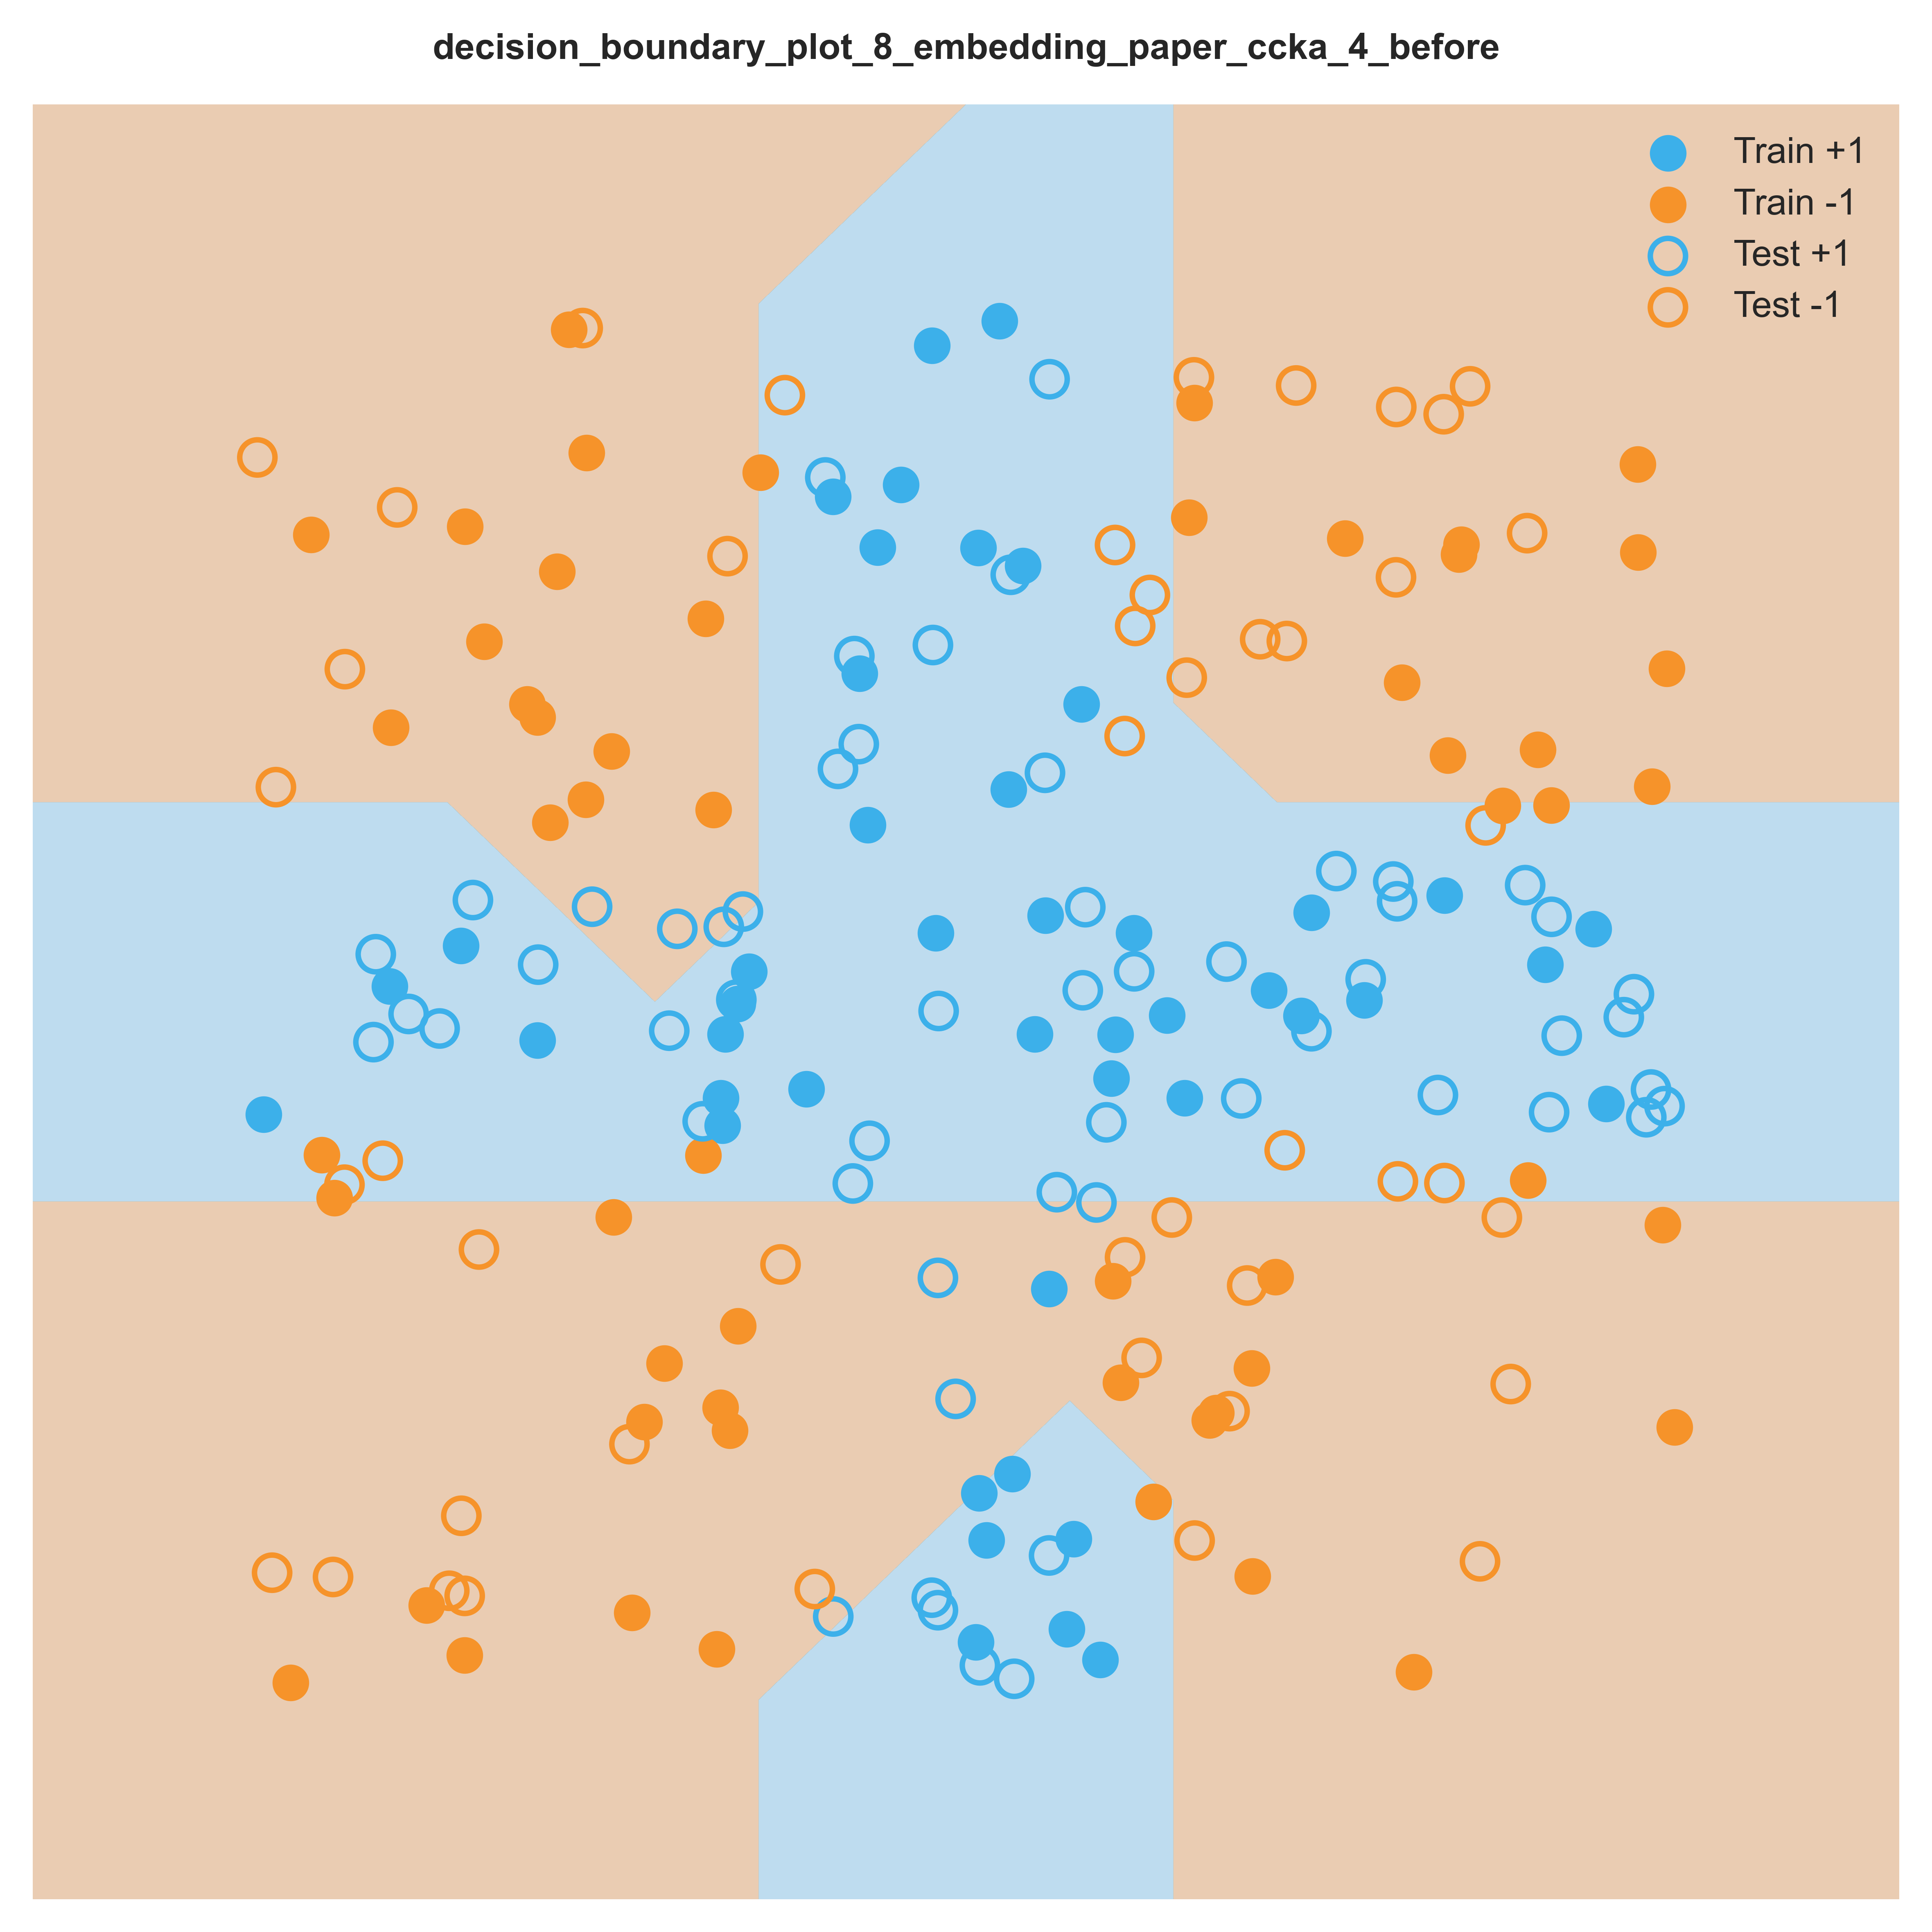 decision_boundary_plot_8_embedding_paper_ccka_4_before
Train +1
Train -1
Test +1
Test -1